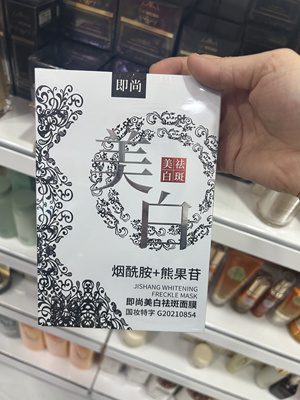 即尚
美白
美白
祛斑
烟酰胺+熊果苷
JISHANG WHITENING
FRECKLE MASK
即尚美白祛斑面膜
国妆特字 G20210854